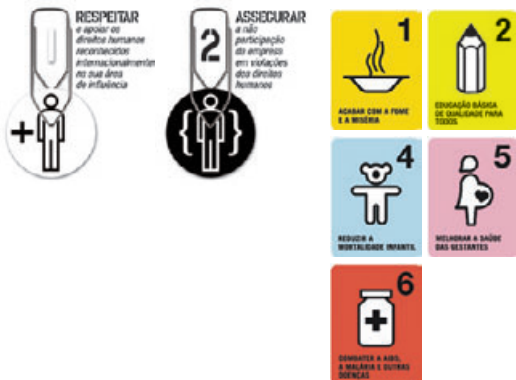 RESPEITAR
e apoiar os
direitos humanos
reconhecidos
internacionalmente
na sua área
de influência
1
ASSEGURAR
a não
participação
da empresa
em violações
dos direitos
humanos
2
1
ACABAR COM A FOME
E A MISÉRIA
2
EDUCAÇÃO BÁSICA
DE QUALIDADE PARA
TODOS
4
REDUZIR A
MORTALIDADE INFANTIL
5
MELHORAR A SAÚDE
DAS GESTANTES
6
COMBATER A AIDS,
A MALÁRIA E OUTRAS
DOENÇAS